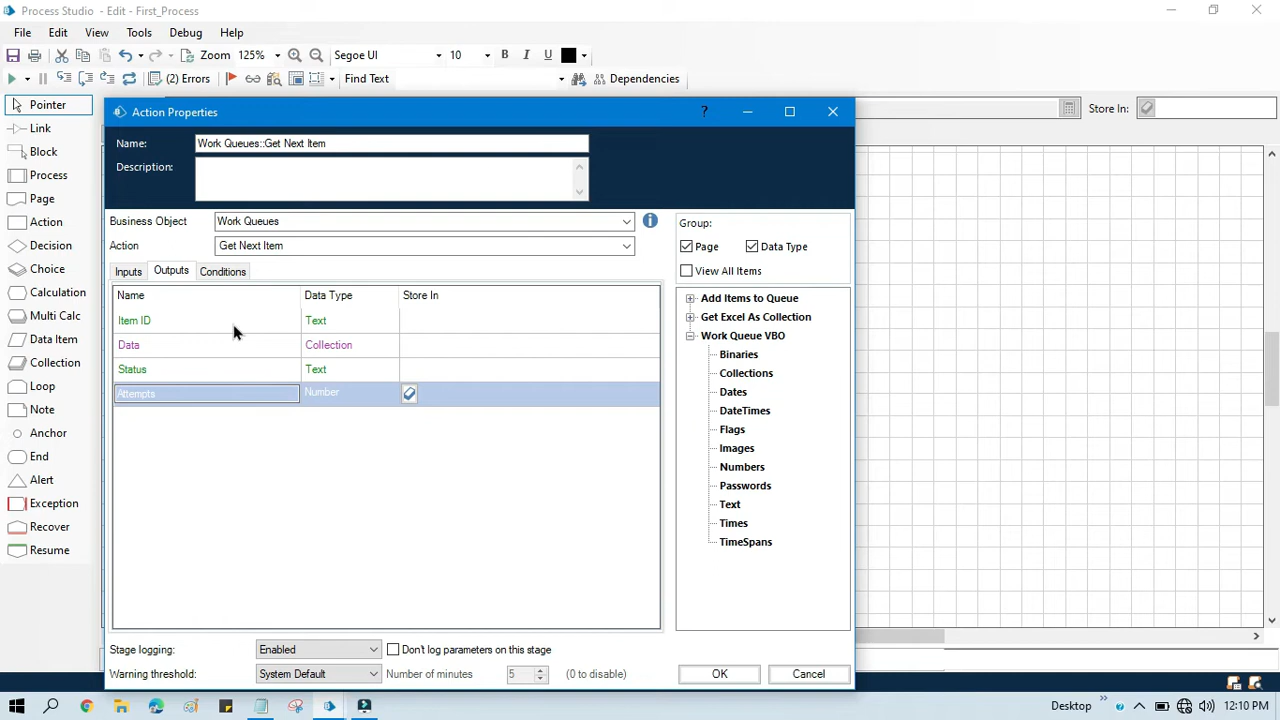 Process Studio - Edit - First_Process
File Edit View Tools Debug Window Help
Zoom 125% Segoe UI 10 B I U
(2) Errors Find Text Dependencies
Pointer
Link
Block
Process
Page
Action
Decision
Choice
Calculation
Multi Calc
Data Item
Collection
Loop
Note
Anchor
End
Alert
Exception
Recover
Resume
Store In:
Action Properties ?
Name: Work Queues::Get Next Item
Description:
Business Object Work Queues
Action Get Next Item
Inputs Outputs Conditions
Name Data Type Store In
Item ID Text
Data Collection
Status Text
Attempts Number
Group:
Page Data Type
View All Items
Add Items to Queue
Get Excel As Collection
Work Queue VBO
Binaries
Collections
Dates
DateTimes
Flags
Images
Numbers
Passwords
Text
Times
TimeSpans
Stage logging: Enabled Don't log parameters on this stage
Warning threshold: System Default Number of minutes 5 (0 to disable)
OK Cancel
Desktop 12:10 PM